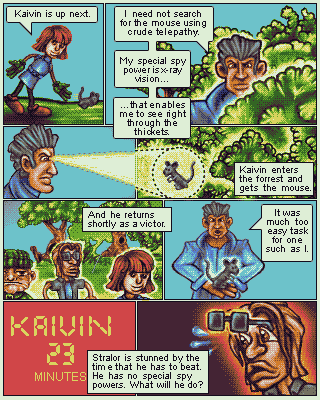 Kaivin is up next.
I need not search
for the mouse using
crude telepathy.
My special spy
power is x-ray
vision...
...that enables
me to see right
through the
thickets.
Kaivin enters
the forrest and
gets the mouse.
And he returns
shortly as a victor.
It was
much too
easy task
for one
such as I.
KAIVIN
23
MINUTES
Stralor is stunned by the
time that he has to beat.
He has no special spy
powers. What will he do?